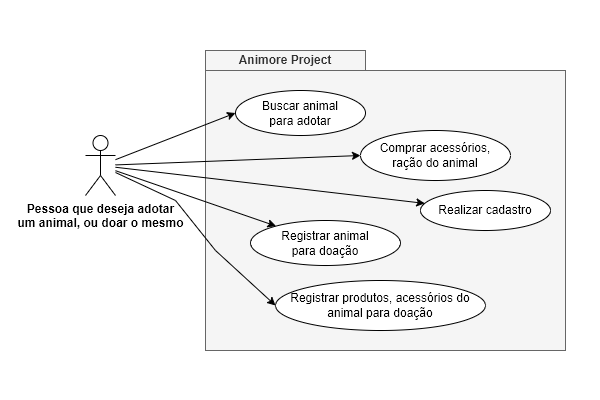 Animore Project
Buscar animal
para adotar
Comprar acessórios,
ração do animal
Realizar cadastro
Pessoa que deseja adotar
um animal, ou doar o mesmo
Registrar animal
para doação
Registrar produtos, acessórios do
animal para doação